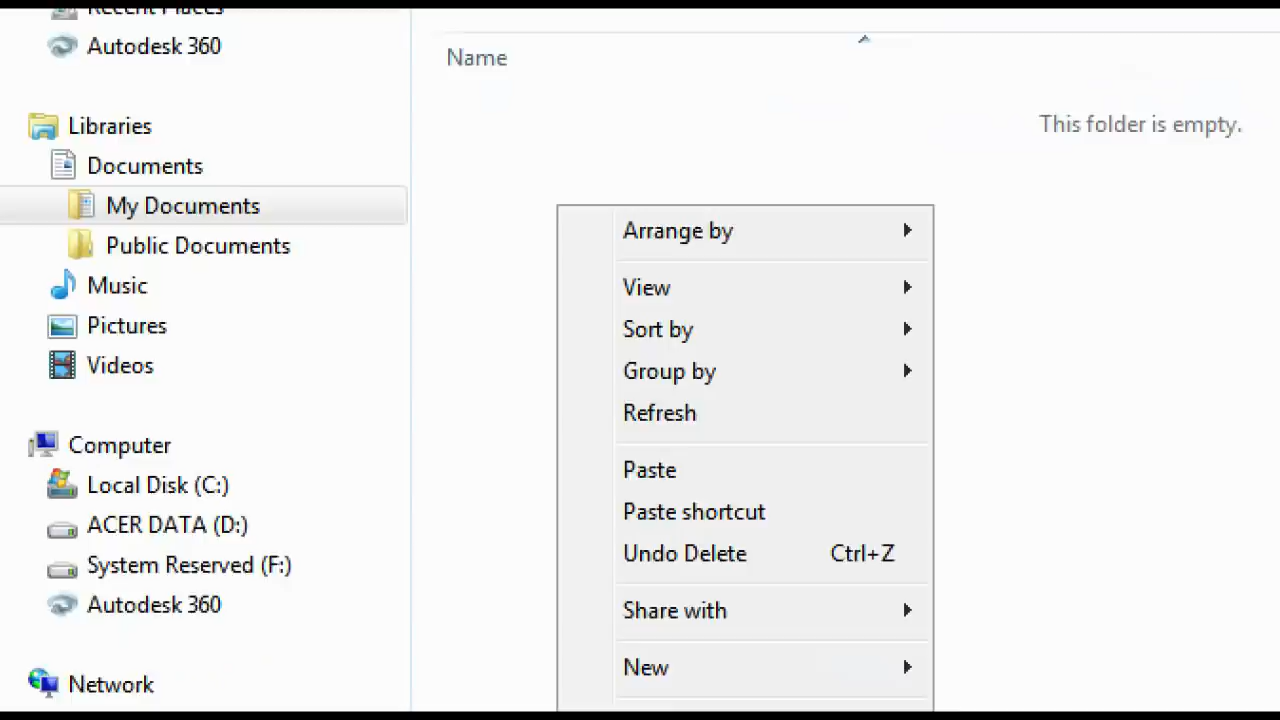 Recent Places
Autodesk 360
Libraries
Documents
My Documents
Public Documents
Music
Pictures
Videos
Computer
Local Disk (C:)
ACER DATA (D:)
System Reserved (F:)
Autodesk 360
Network
Name
This folder is empty.
Arrange by
View
Sort by
Group by
Refresh
Paste
Paste shortcut
Undo Delete Ctrl+Z
Share with
New